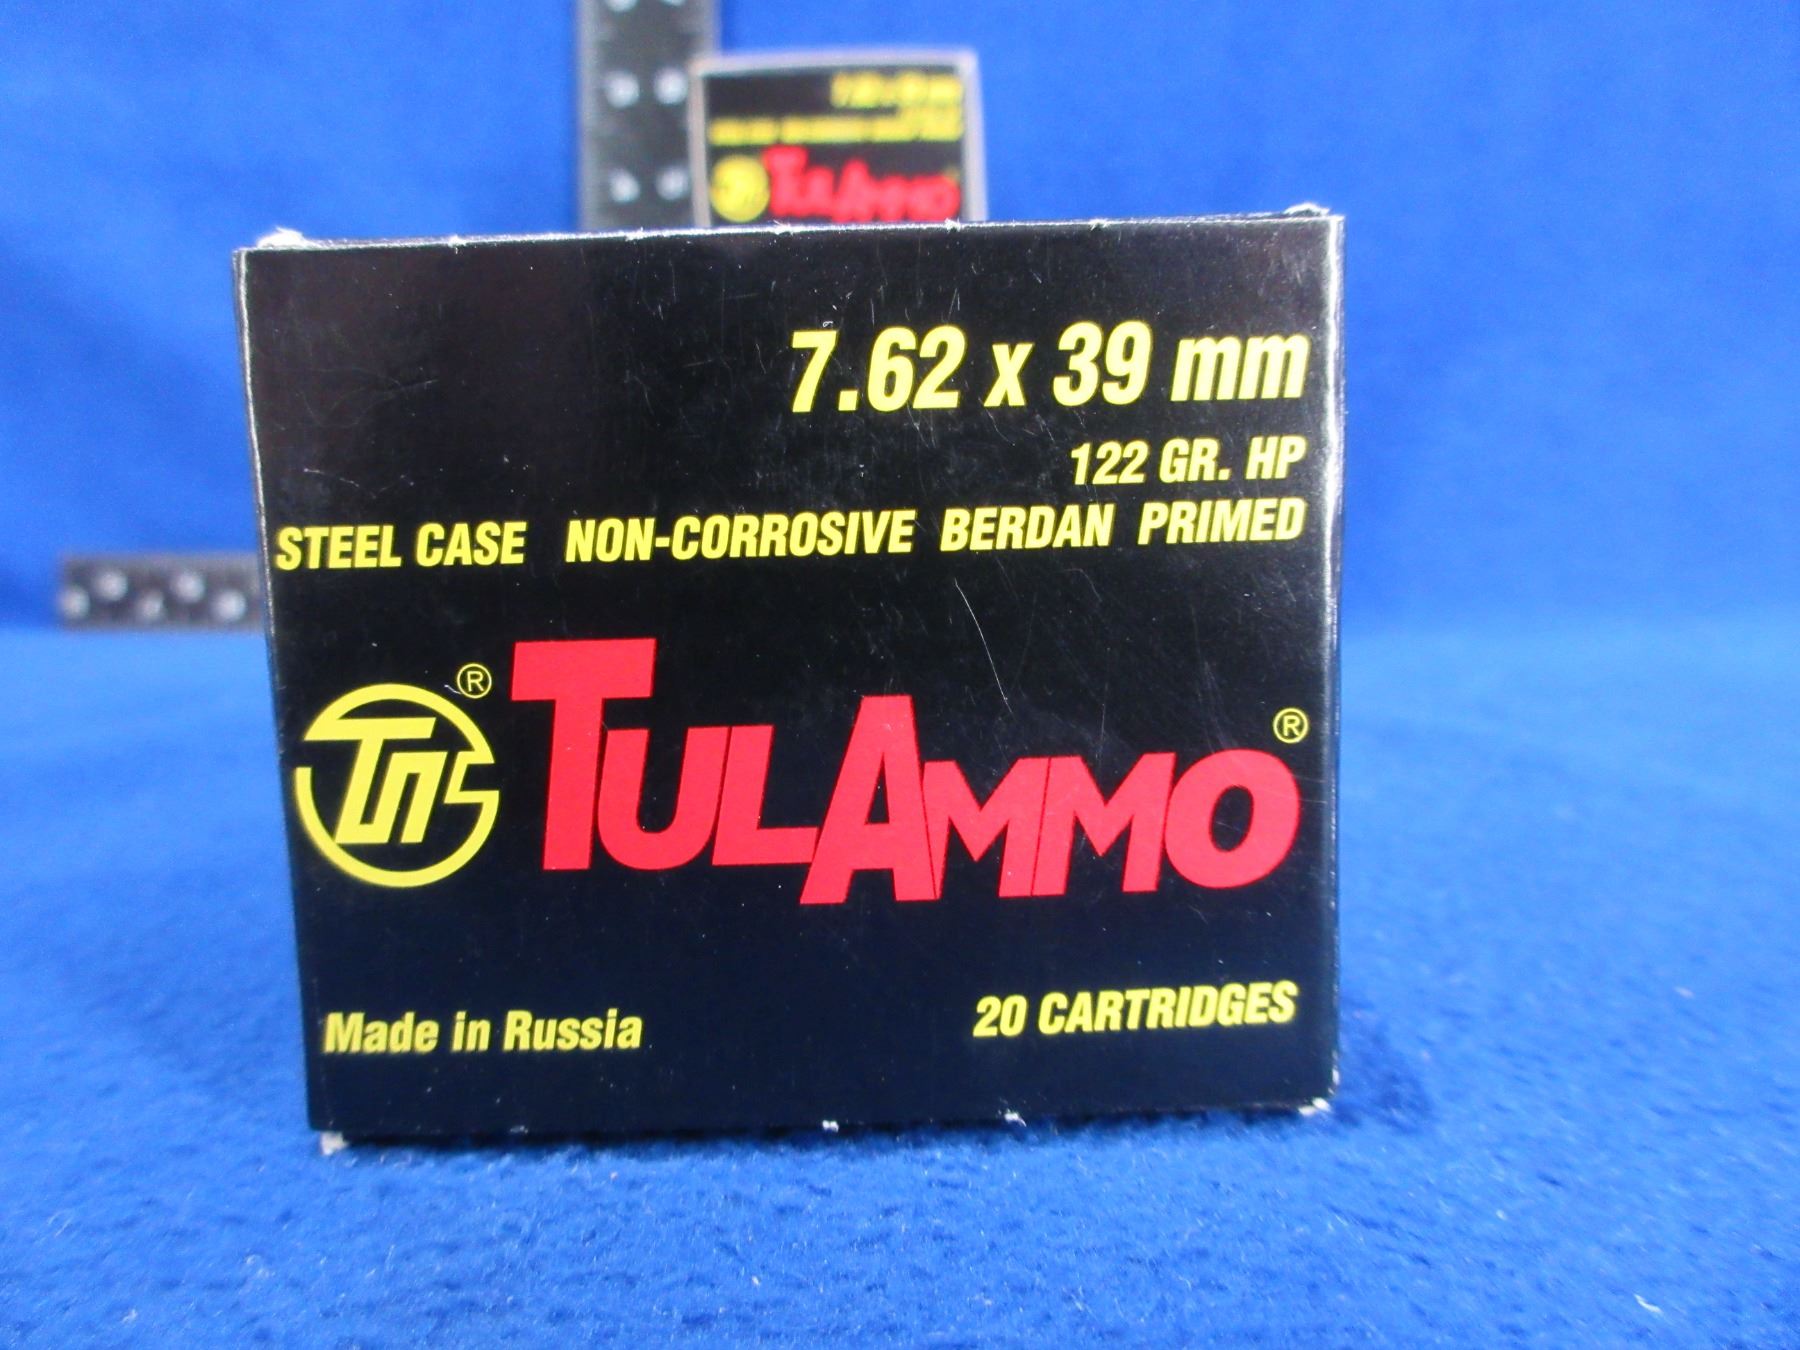 TULAMMO
7.62 x 39 mm
122 GR. HP
STEEL CASE NON-CORROSIVE BERDAN PRIMED
® TULAMMO ®
Made in Russia
20 CARTRIDGES